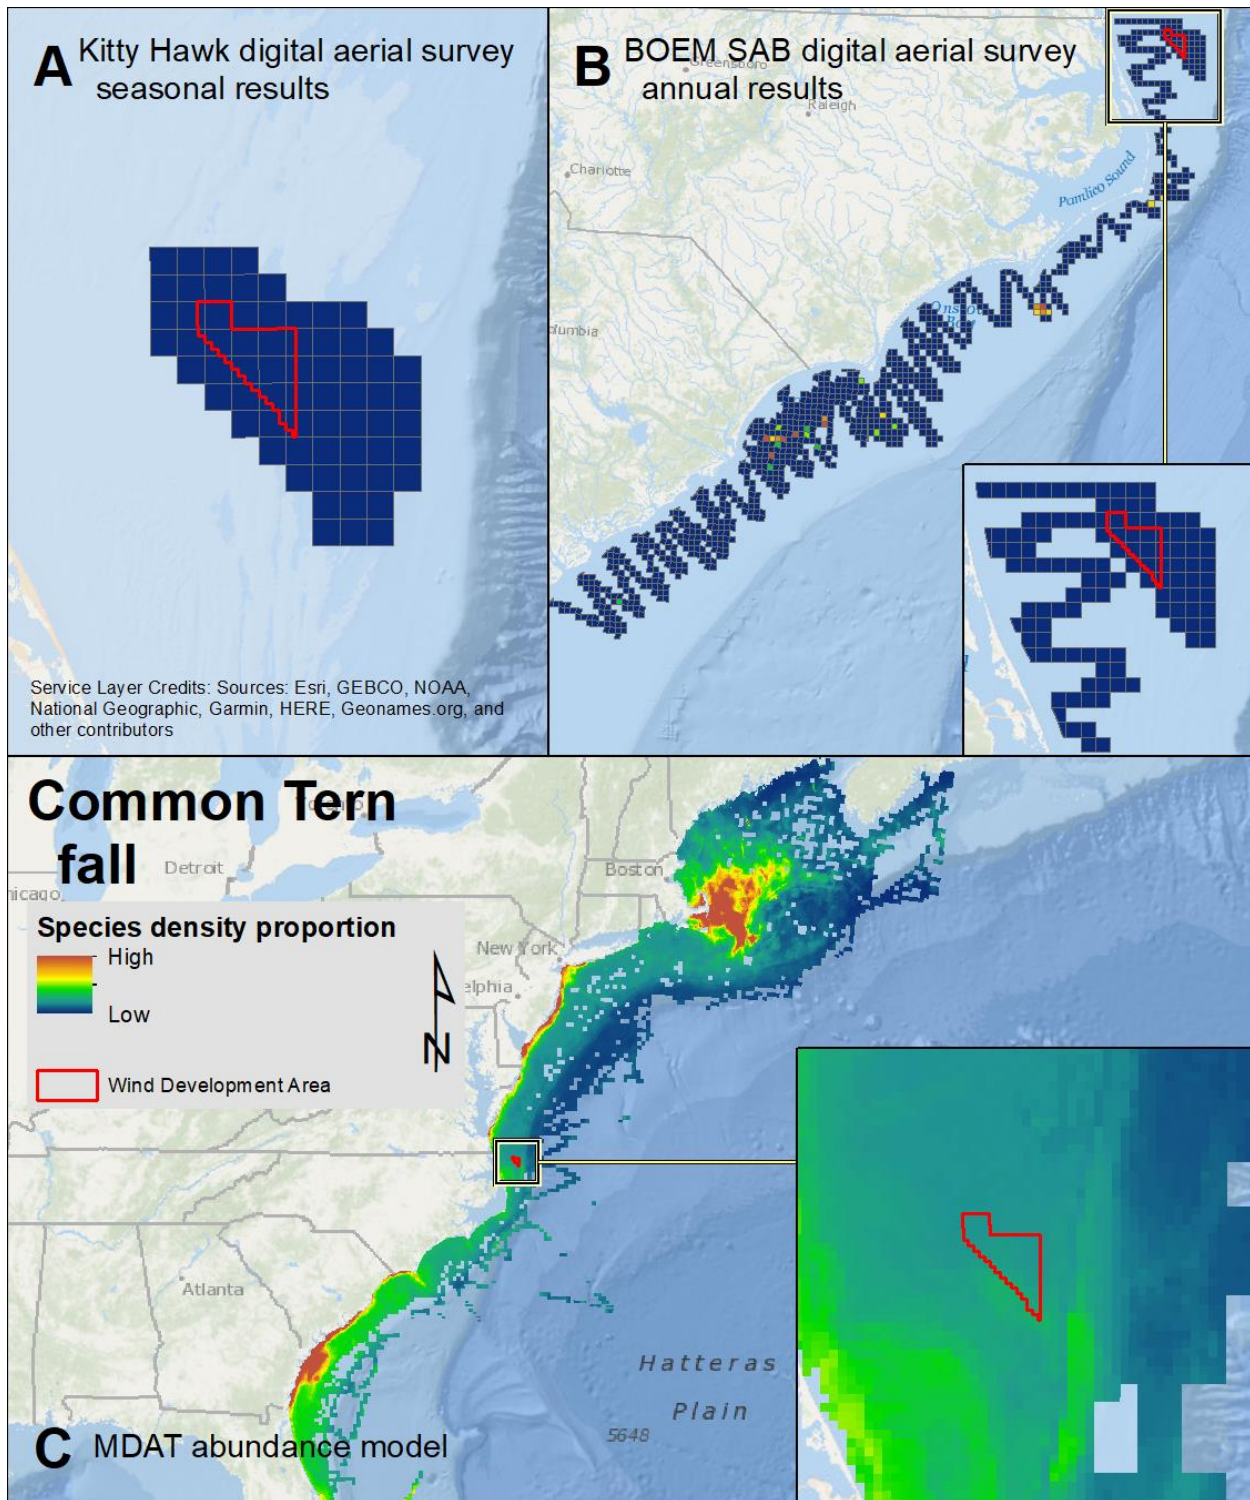 A
Kitty Hawk digital aerial survey
seasonal results
Service Layer Credits: Sources: Esri, GEBCO, NOAA,
National Geographic, Garmin, HERE, Geonames.org, and
other contributors
B
BOEM SAB digital aerial survey
annual results
Greensboro
Raleigh
Charlotte
Pamlico Sound
Common Tern
fall
Detroit
Boston
Species density proportion
High
Low
New York
elphia
N
Wind Development Area
Atlanta
Hatteras
Plain
5648
C
MDAT abundance model